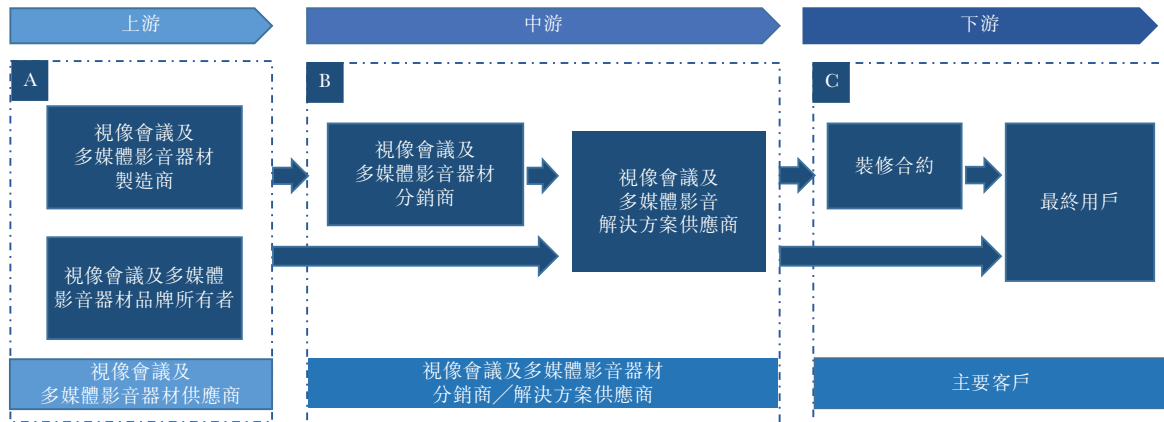 上游
中游
下游
A
視像會議及
多媒體影音器材
製造商
視像會議及多媒體
影音器材品牌所有者
視像會議及
多媒體影音器材供應商
B
視像會議及
多媒體影音器材
分銷商
視像會議及
多媒體影音
解決方案供應商
視像會議及多媒體影音器材
分銷商／解決方案供應商
C
裝修合約
最終用戶
主要客戶